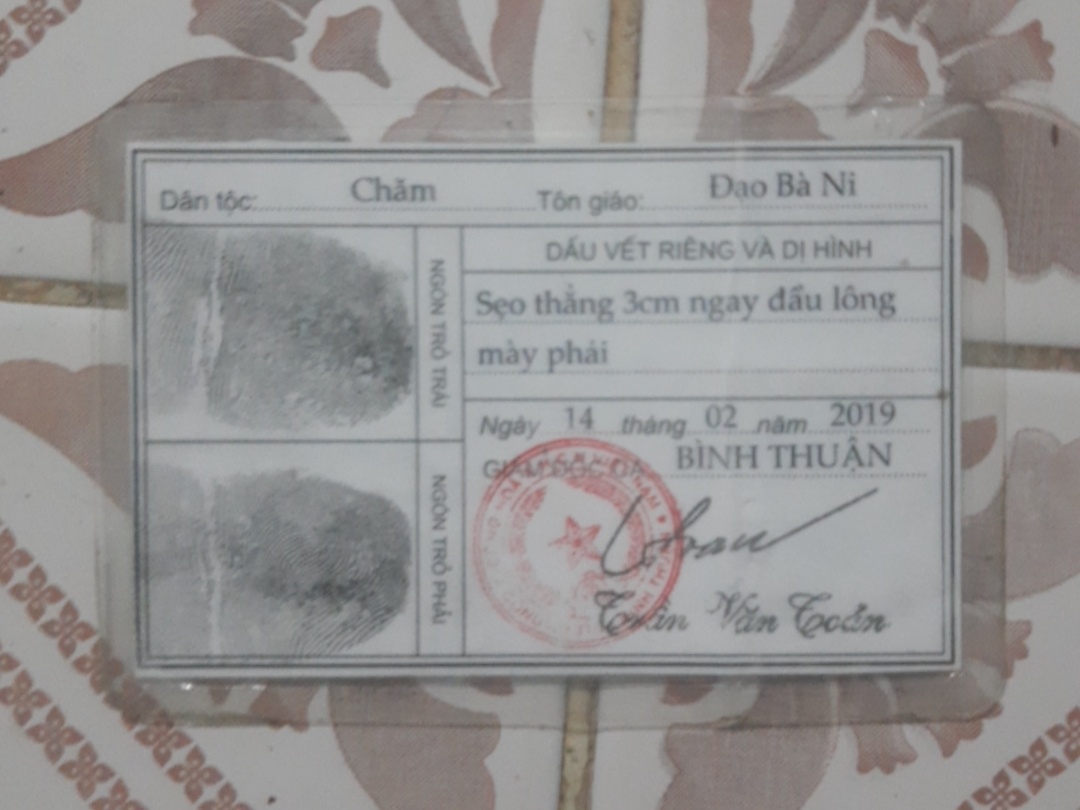 Dân tộc: Chăm Tôn giáo: Đạo Bà Ni
NGÓN TRỎ TRÁI
DẤU VẾT RIÊNG VÀ DỊ HÌNH
Sẹo thẳng 3cm ngay đầu lông
mày phải
Ngày 14 tháng 02 năm 2019
GIÁM ĐỐC CA BÌNH THUẬN
NGÓN TRỎ PHẢI
Trần Văn Toản